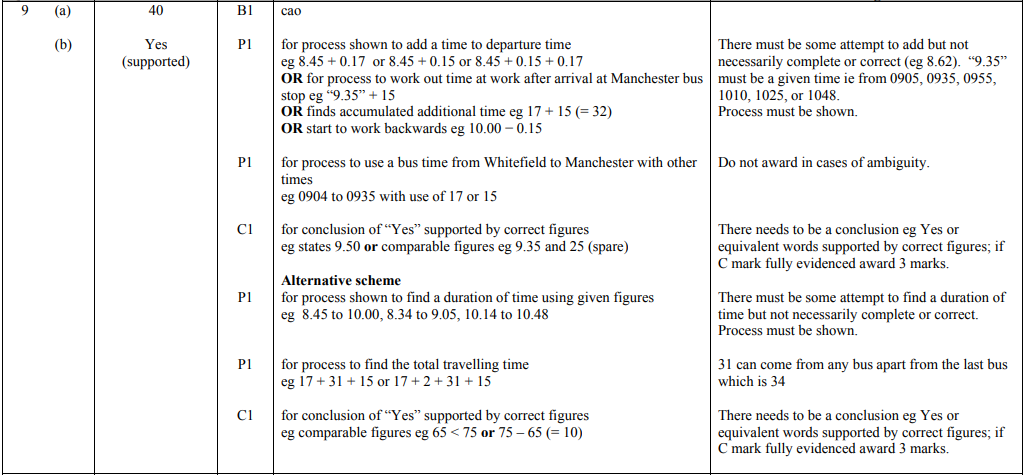 9 (a) 40 B1 cao
(b) Yes P1 for process shown to add a time to departure time There must be some attempt to add but not
(supported) eg 8.45 + 0.17 or 8.45 + 0.15 or 8.45 + 0.15 + 0.17 necessarily complete or correct (eg 8.62). “9.35”
OR for process to work out time at work after arrival at Manchester bus must be a given time ie from 0905, 0935, 0955,
stop eg “9.35” + 15 1010, 1025, or 1048.
OR finds accumulated additional time eg 17 + 15 (= 32) Process must be shown.
OR start to work backwards eg 10.00 − 0.15
P1 for process to use a bus time from Whitefield to Manchester with other Do not award in cases of ambiguity.
times
eg 0904 to 0935 with use of 17 or 15
C1 for conclusion of “Yes” supported by correct figures There needs to be a conclusion eg Yes or
eg states 9.50 or comparable figures eg 9.35 and 25 (spare) equivalent words supported by correct figures; if
C mark fully evidenced award 3 marks.
Alternative scheme
P1 for process shown to find a duration of time using given figures There must be some attempt to find a duration of
eg 8.45 to 10.00, 8.34 to 9.05, 10.14 to 10.48 time but not necessarily complete or correct.
Process must be shown.
P1 for process to find the total travelling time 31 can come from any bus apart from the last bus
eg 17 + 31 + 15 or 17 + 2 + 31 + 15 which is 34
C1 for conclusion of “Yes” supported by correct figures There needs to be a conclusion eg Yes or
eg comparable figures eg 65 < 75 or 75 – 65 (= 10) equivalent words supported by correct figures; if
C mark fully evidenced award 3 marks.